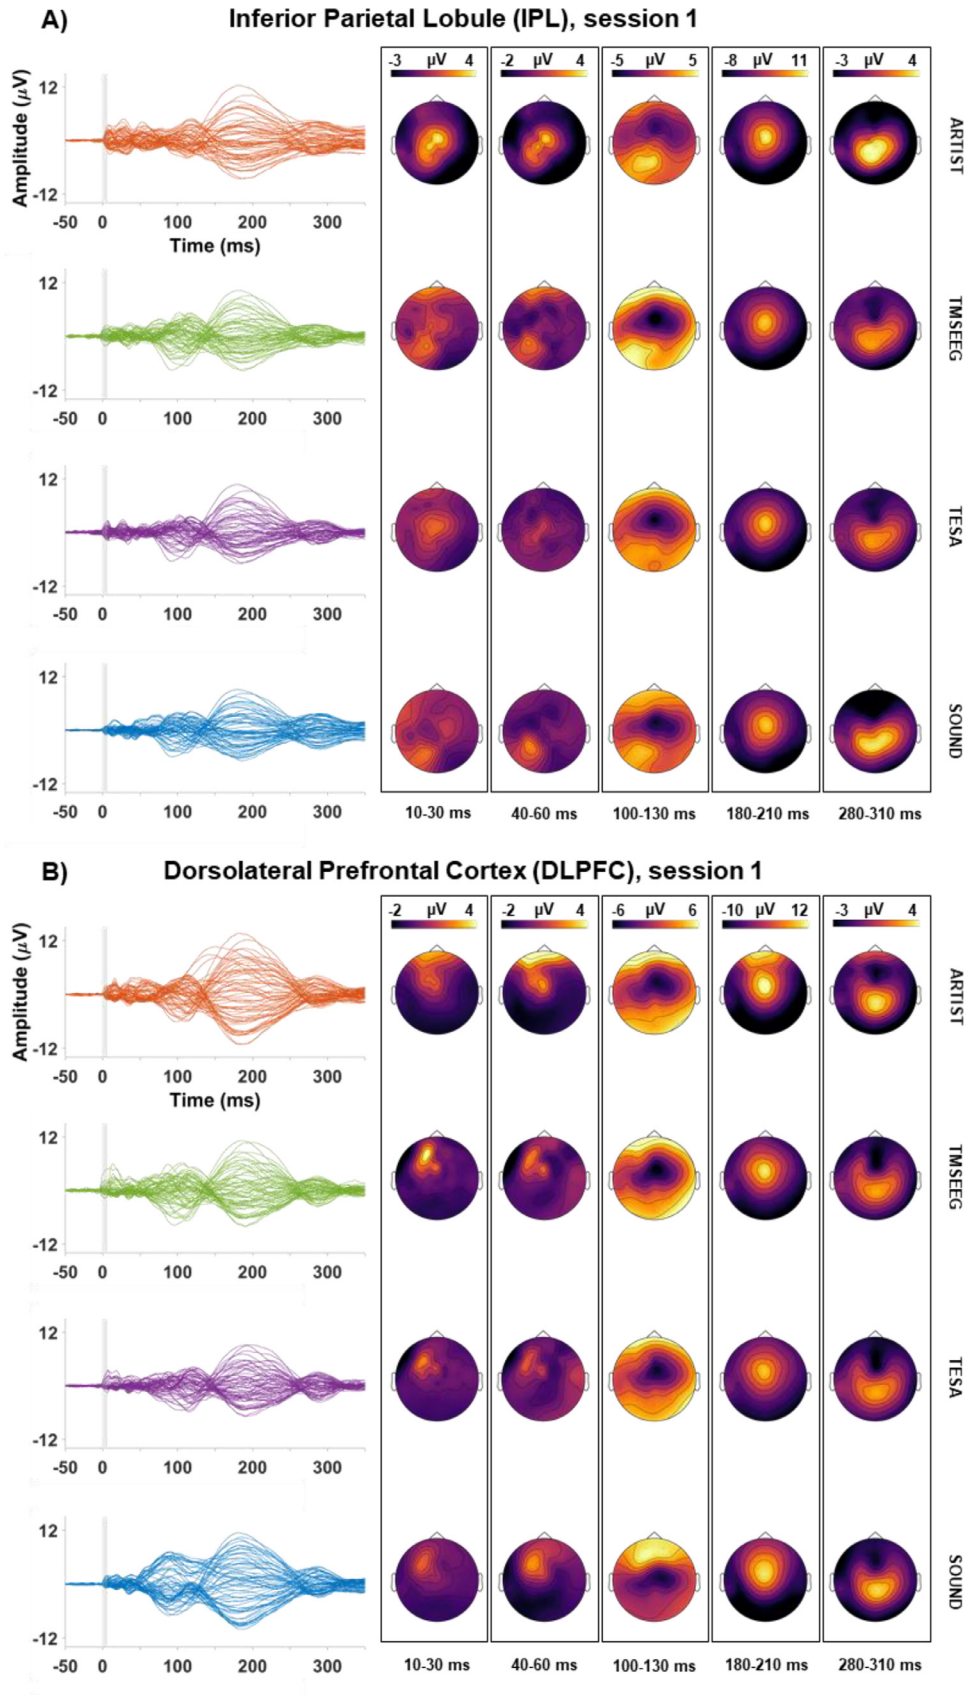 A) Inferior Parietal Lobule (IPL), session 1
-3 µV 4 -2 µV 4 -5 µV 5 -8 µV 11 -3 µV 4
Amplitude (µV)
12
-12
-50 0 100 200 300
Time (ms)
ARTIST
12
-12
-50 0 100 200 300
TMSEEG
12
-12
-50 0 100 200 300
TESA
12
-12
-50 0 100 200 300
SOUND
10-30 ms 40-60 ms 100-130 ms 180-210 ms 280-310 ms
B) Dorsolateral Prefrontal Cortex (DLPFC), session 1
-2 µV 4 -2 µV 4 -6 µV 6 -10 µV 12 -3 µV 4
Amplitude (µV)
12
-12
-50 0 100 200 300
Time (ms)
ARTIST
12
-12
-50 0 100 200 300
TMSEEG
12
-12
-50 0 100 200 300
TESA
12
-12
-50 0 100 200 300
SOUND
10-30 ms 40-60 ms 100-130 ms 180-210 ms 280-310 ms